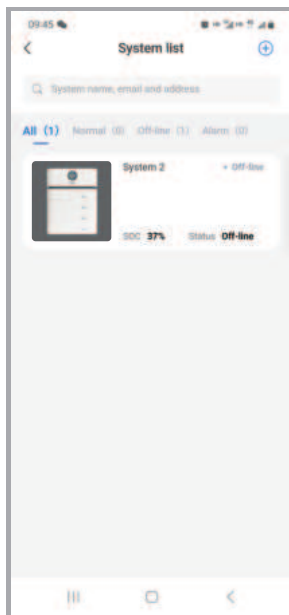 09:45
System list
System name, email and address
All (1) Normal (0) Off-line (1) Alarm (0)
System 2 • Off-line
SOC 37% Status Off-line